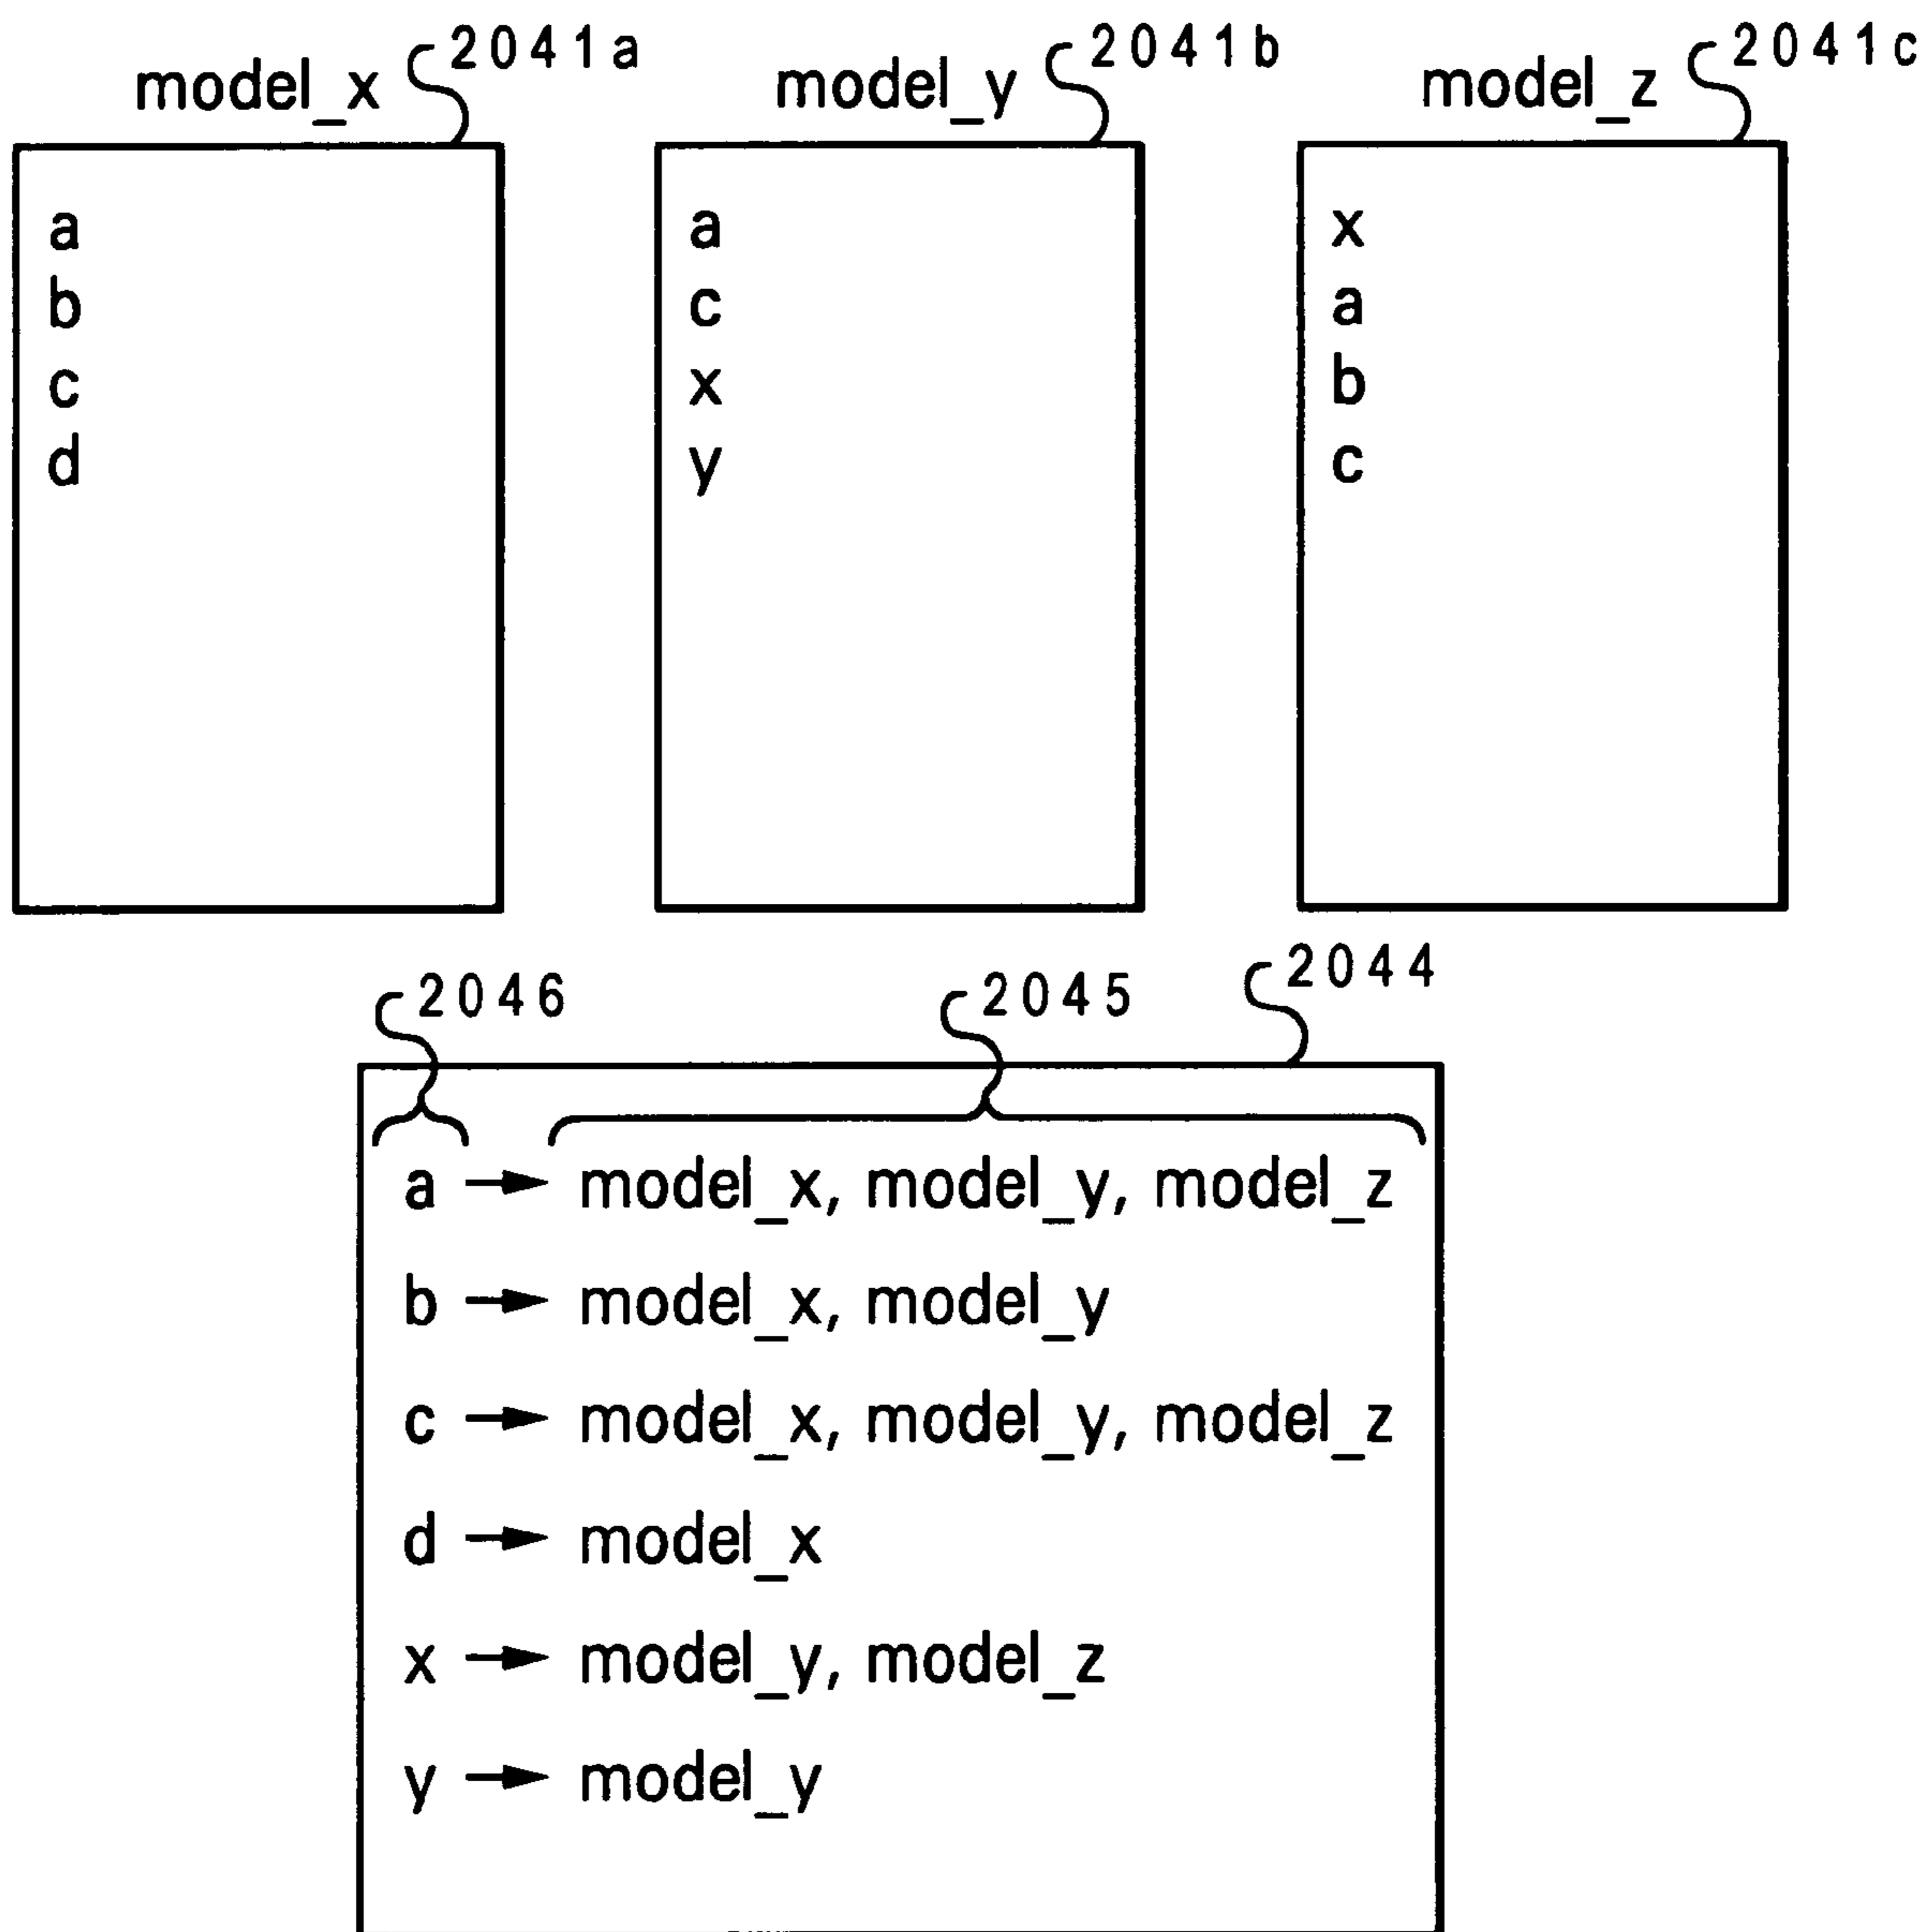 model_x 2041a
a
b
c
d
model_y 2041b
a
c
x
y
model_z 2041c
x
a
b
c
2046 2045 2044
a → model_x, model_y, model_z
b → model_x, model_y
c → model_x, model_y, model_z
d → model_x
x → model_y, model_z
y → model_y